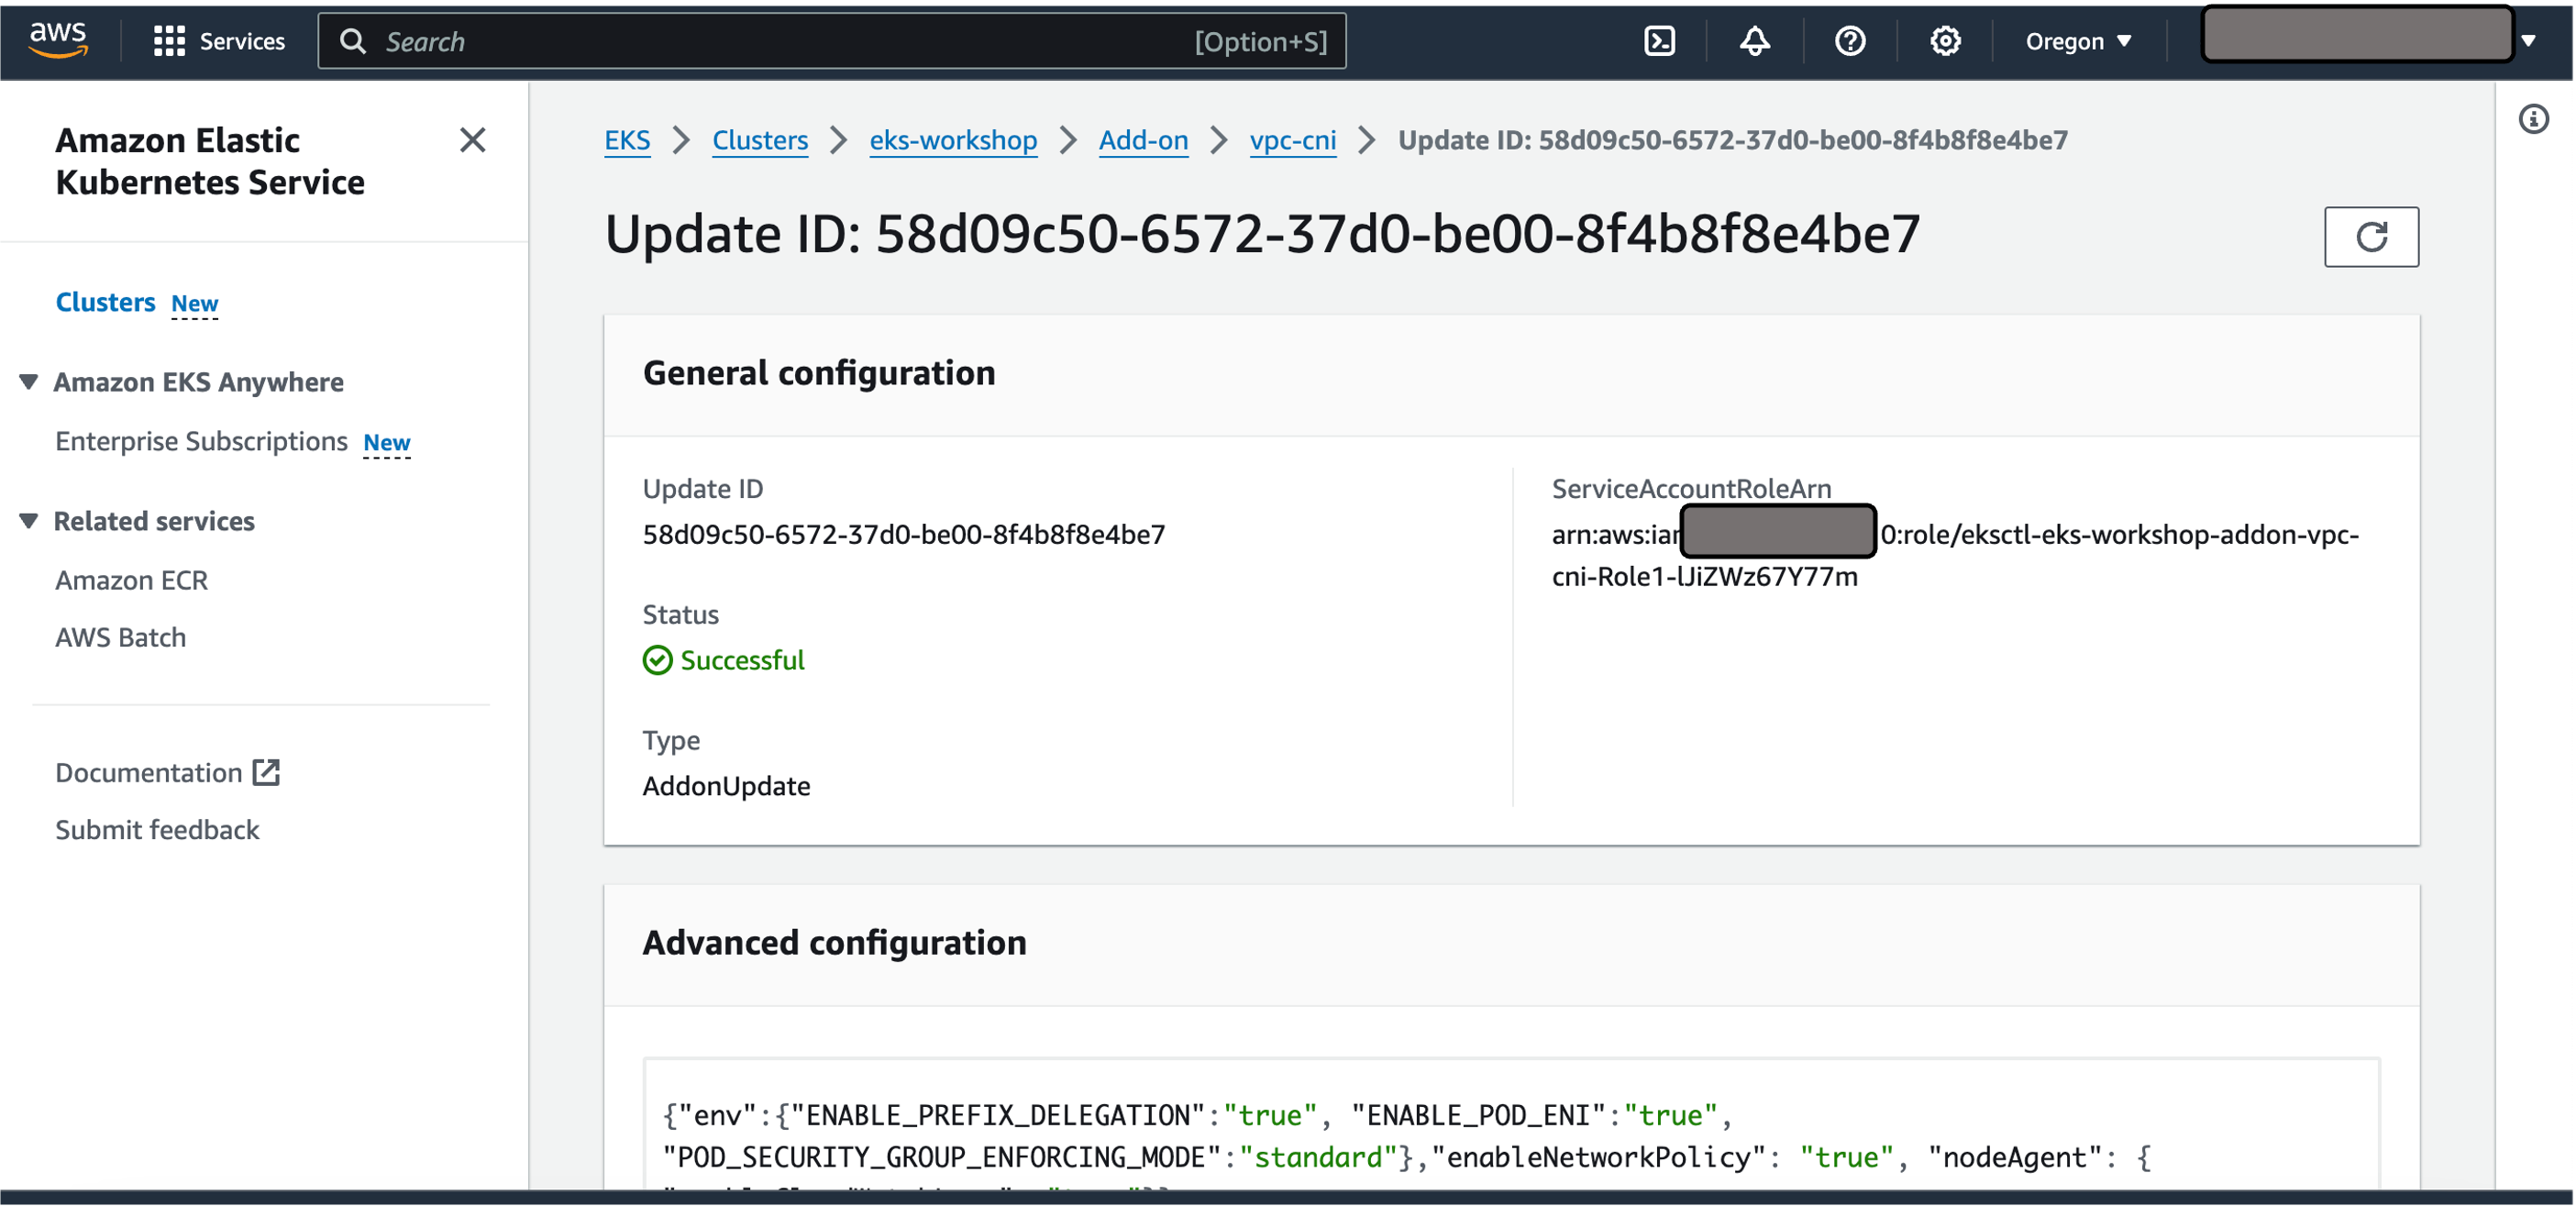 aws
Services
Search
[Option+S]
Oregon
Amazon Elastic
Kubernetes Service
Clusters New
Amazon EKS Anywhere
Enterprise Subscriptions New
Related services
Amazon ECR
AWS Batch
Documentation
Submit feedback
EKS > Clusters > eks-workshop > Add-on > vpc-cni > Update ID: 58d09c50-6572-37d0-be00-8f4b8f8e4be7
Update ID: 58d09c50-6572-37d0-be00-8f4b8f8e4be7
General configuration
Update ID
58d09c50-6572-37d0-be00-8f4b8f8e4be7
Status
Successful
Type
AddonUpdate
ServiceAccountRoleArn
arn:aws:iam 0:role/eksctl-eks-workshop-addon-vpc-
cni-Role1-lJiZWz67Y77m
Advanced configuration
{"env":{"ENABLE_PREFIX_DELEGATION":"true", "ENABLE_POD_ENI":"true",
"POD_SECURITY_GROUP_ENFORCING_MODE":"standard"},"enableNetworkPolicy": "true", "nodeAgent": {